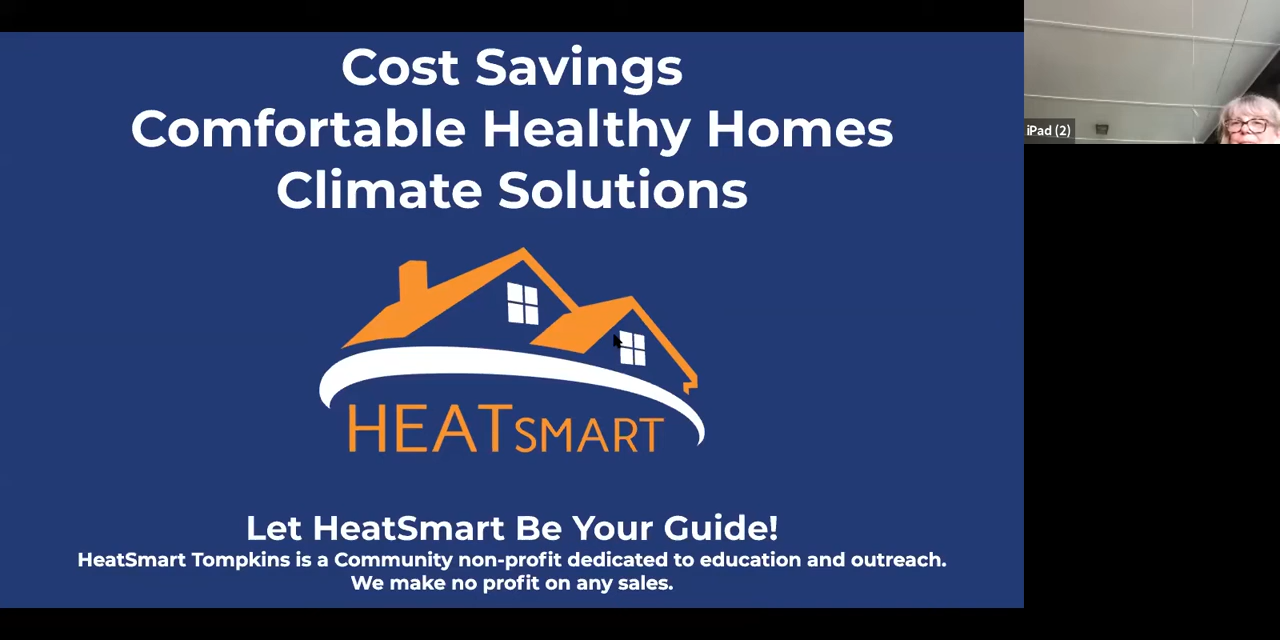 Cost Savings
Comfortable Healthy Homes
Climate Solutions
iPad (2)
HEATSMART
Let HeatSmart Be Your Guide!
HeatSmart Tompkins is a Community non-profit dedicated to education and outreach.
We make no profit on any sales.